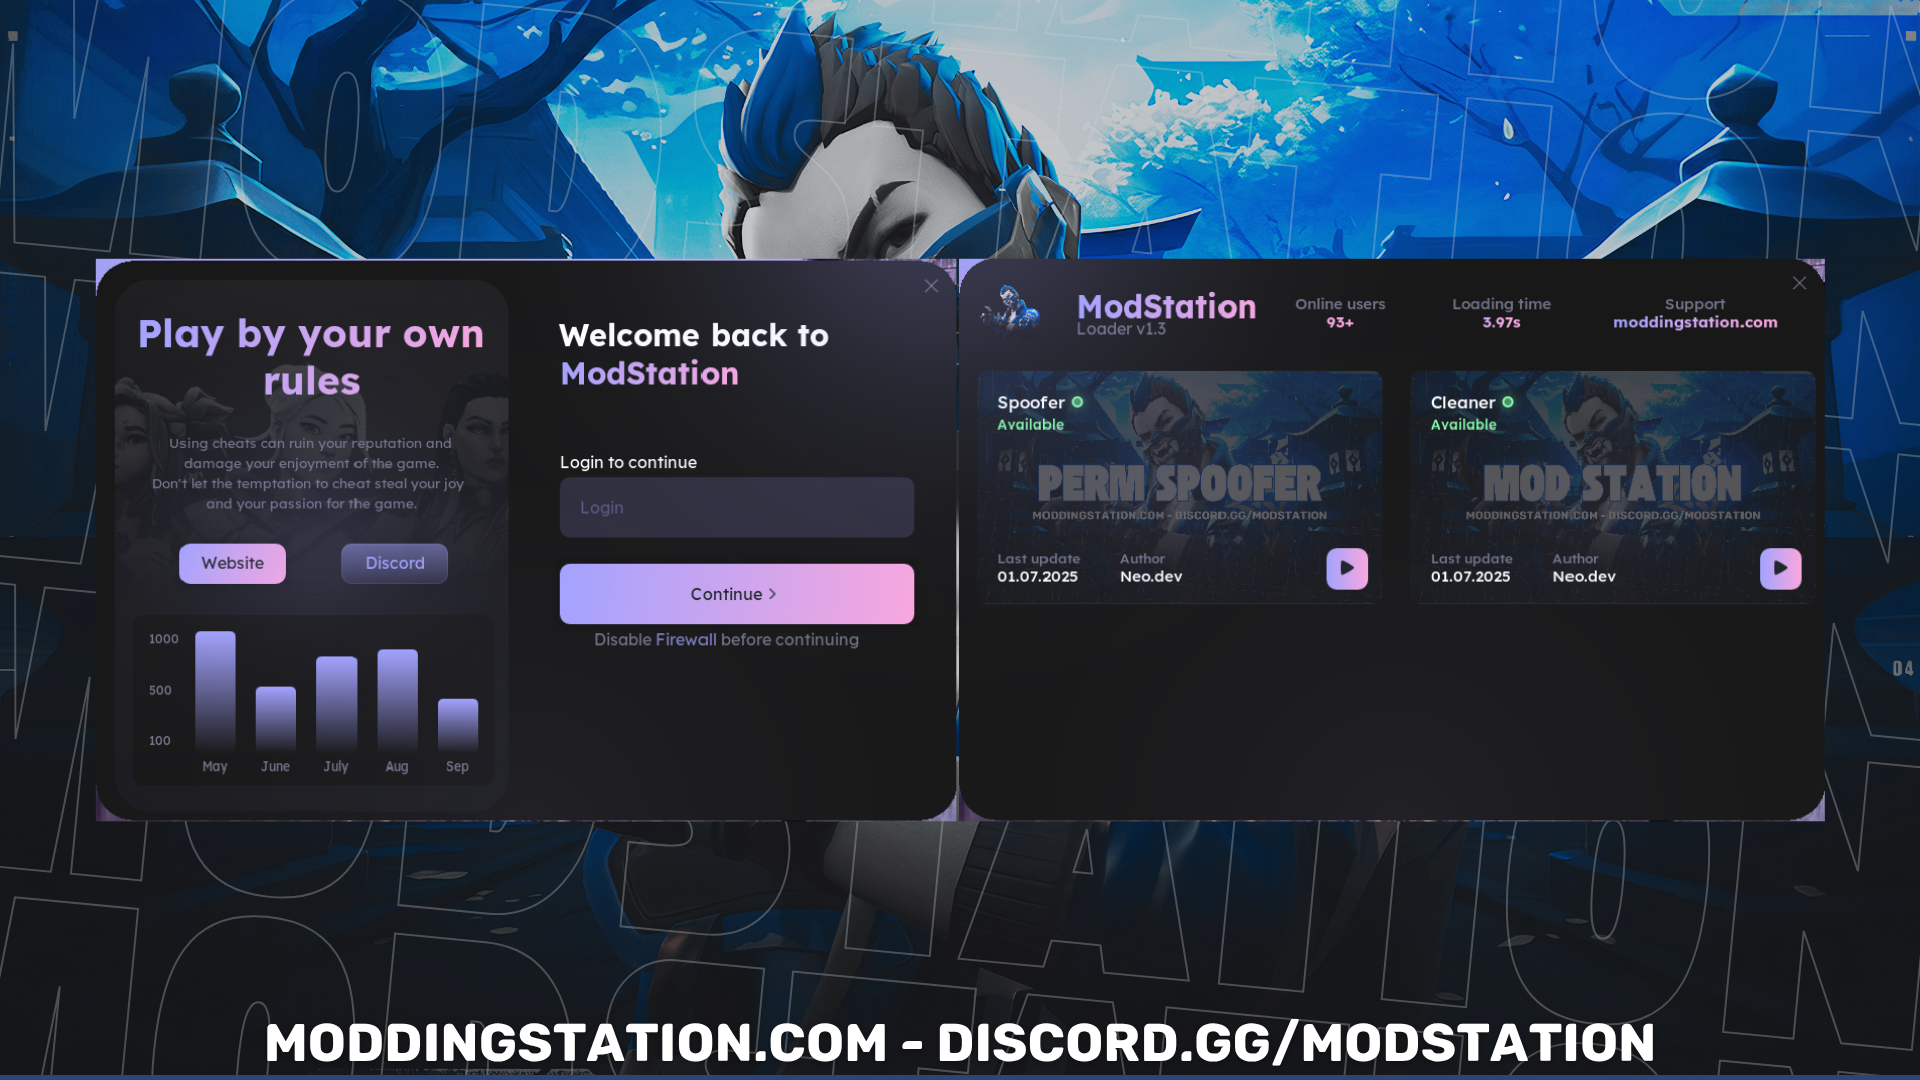 Play by your own
rules
Using cheats can ruin your reputation and
damage your enjoyment of the game.
Don't let the temptation to cheat steal your joy
and your passion for the game.
Website
Discord
1000
500
100
May
June
July
Aug
Sep
Welcome back to
ModStation
Login to continue
Login
Continue
Disable Firewall before continuing
ModStation
Loader v1.3
Online users
93+
Loading time
3.97s
Support
moddingstation.com
Spoofer
Available
PERM SPOOFER
MODDINGSTATION.COM - DISCORD.GG/MODSTATION
Last update
01.07.2025
Author
Neo.dev
Cleaner
Available
MOD STATION
MODDINGSTATION.COM - DISCORD.GG/MODSTATION
Last update
01.07.2025
Author
Neo.dev
04
MODSTATION
MODSTATION
MODDINGSTATION.COM - DISCORD.GG/MODSTATION